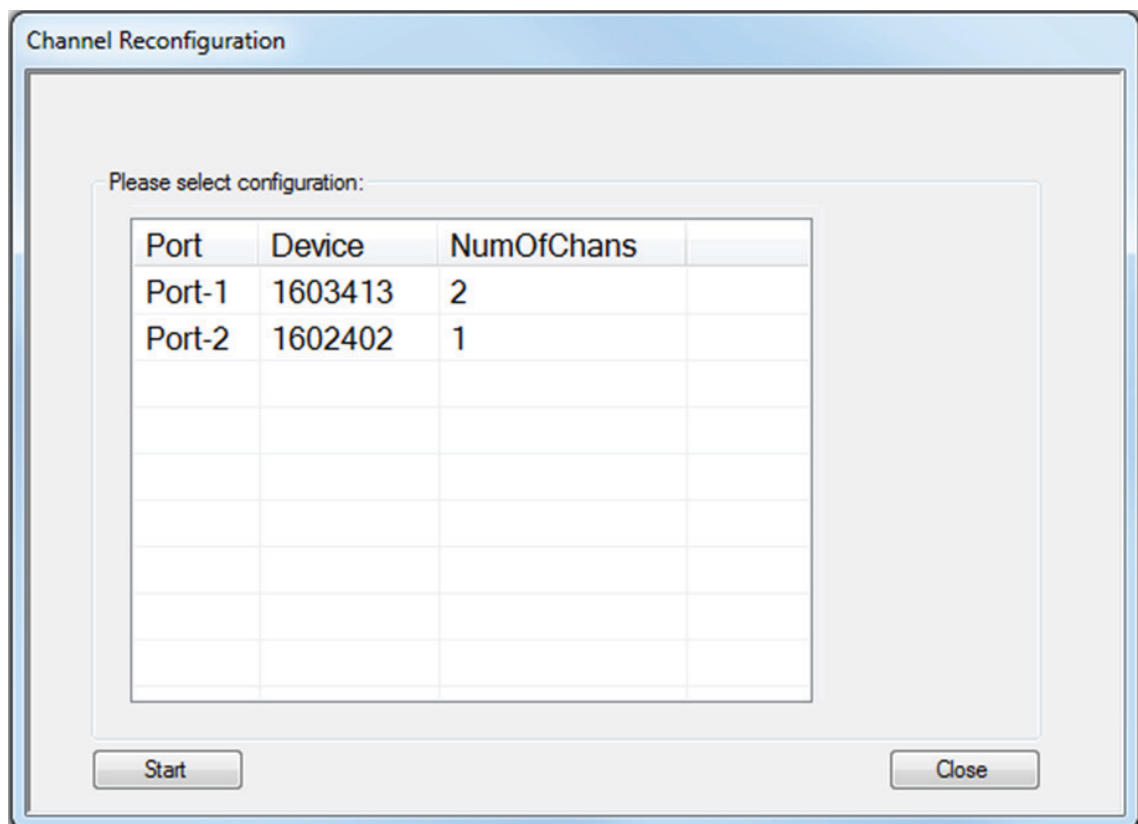 Channel Reconfiguration
Please select configuration:
Port Device NumOfChans
Port-1 1603413 2
Port-2 1602402 1
Start Close